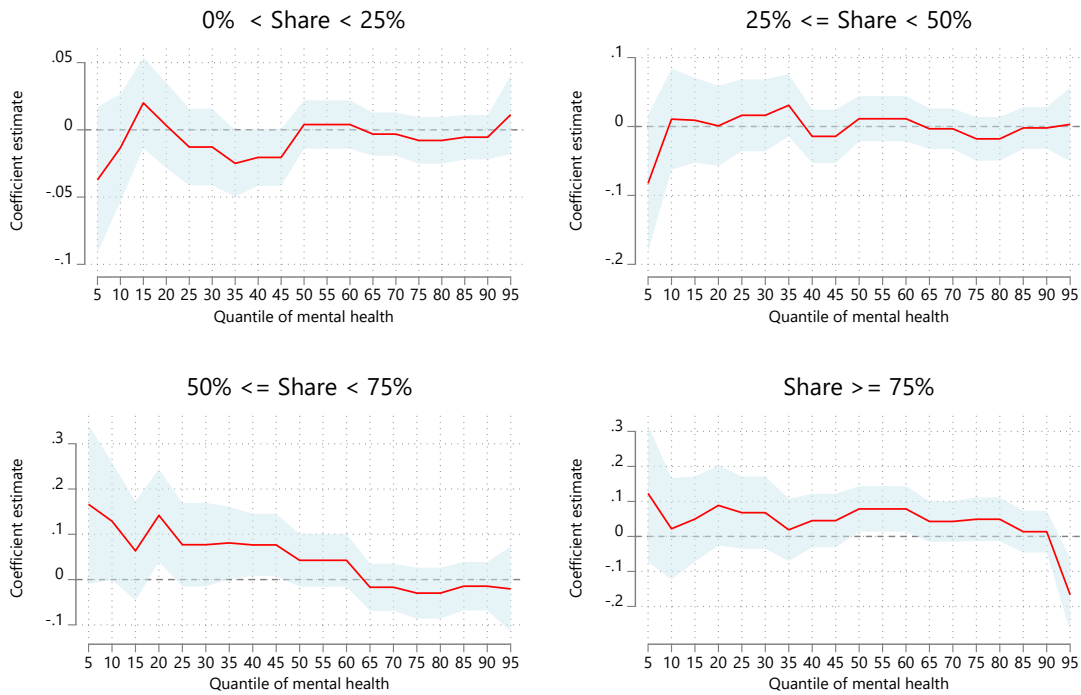 0% < Share < 25%
Coefficient estimate
.05
0
-.05
-.1
5 10 15 20 25 30 35 40 45 50 55 60 65 70 75 80 85 90 95
Quantile of mental health
25% <= Share < 50%
Coefficient estimate
.1
0
-.1
-.2
5 10 15 20 25 30 35 40 45 50 55 60 65 70 75 80 85 90 95
Quantile of mental health
50% <= Share < 75%
Coefficient estimate
.3
.2
.1
0
-.1
5 10 15 20 25 30 35 40 45 50 55 60 65 70 75 80 85 90 95
Quantile of mental health
Share >= 75%
Coefficient estimate
.3
.2
.1
0
-.1
-.2
5 10 15 20 25 30 35 40 45 50 55 60 65 70 75 80 85 90 95
Quantile of mental health